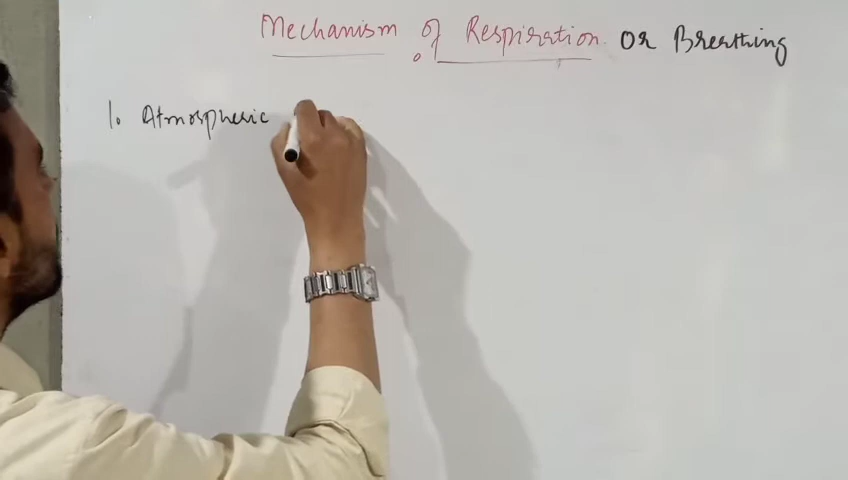 Mechanism of Respiration or Breathing
1. Atmospheric